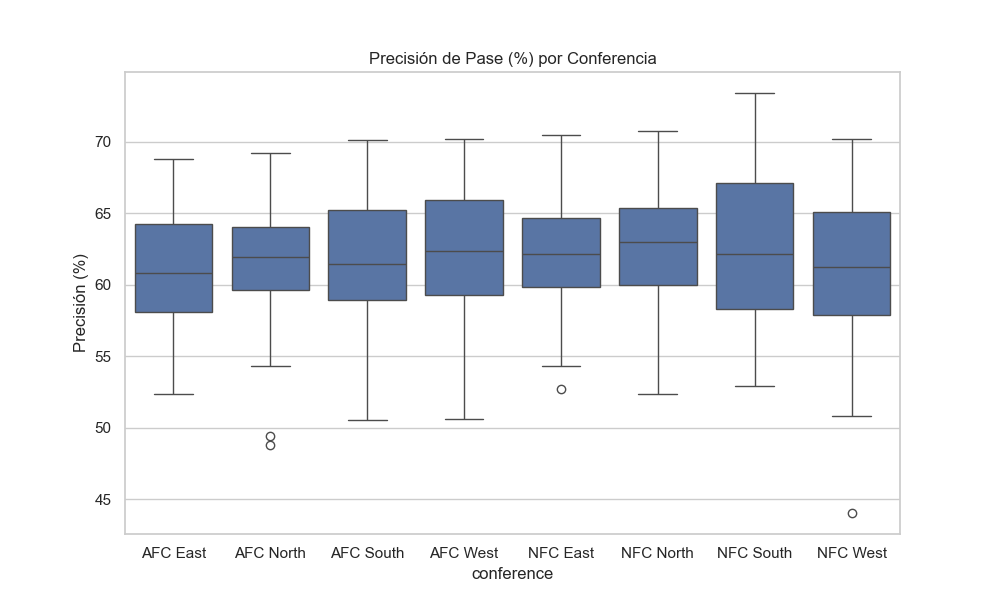 Precisión de Pase (%) por Conferencia
Precisión (%)
70
65
60
55
50
45
AFC East
AFC North
AFC South
AFC West
NFC East
NFC North
NFC South
NFC West
conference